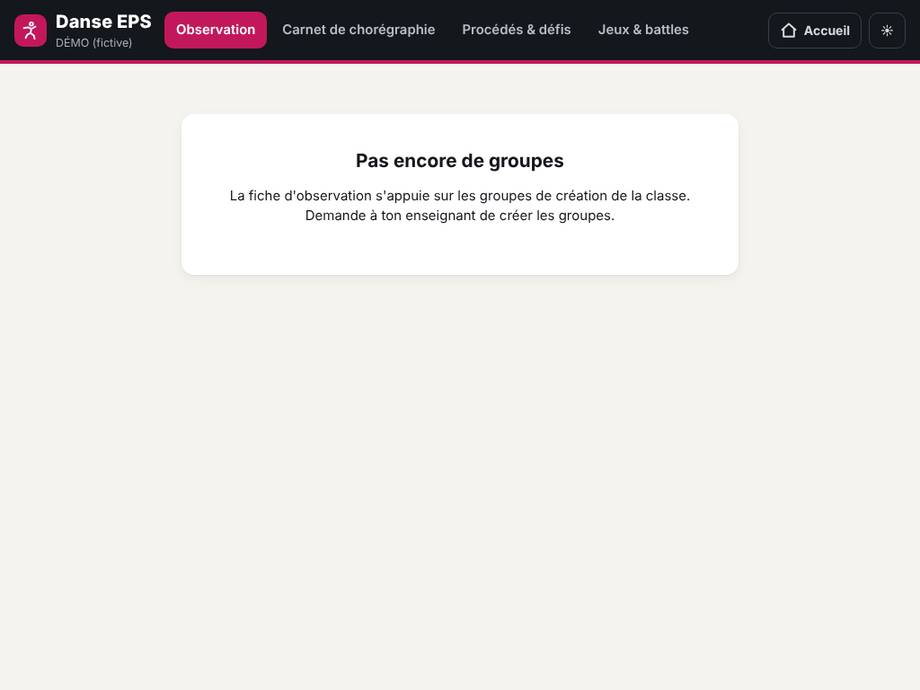 Danse EPS
DÉMO (fictive)
Observation
Carnet de chorégraphie
Procédés & défis
Jeux & battles
Accueil
Pas encore de groupes
La fiche d'observation s'appuie sur les groupes de création de la classe.
Demande à ton enseignant de créer les groupes.